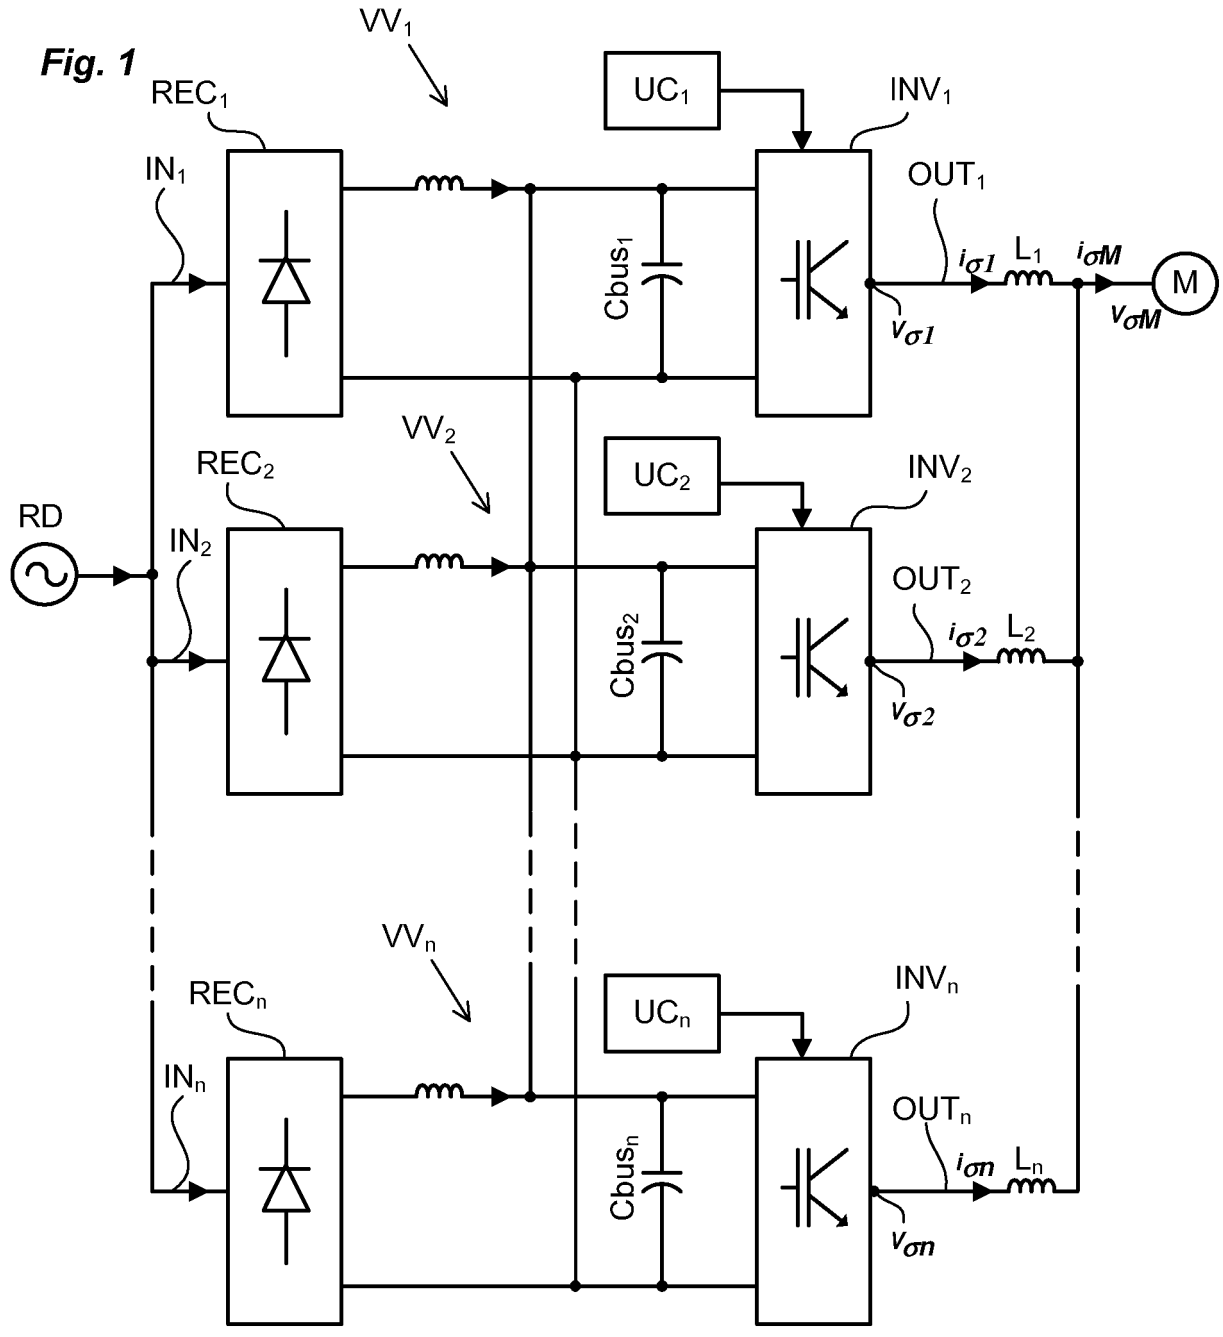 Fig. 1
VV₁
REC₁
UC₁
INV₁
IN₁
OUT₁
Cbus₁
iσ1
L₁
iσM
M
vσ1
vσM
VV₂
REC₂
UC₂
INV₂
RD
IN₂
OUT₂
Cbus₂
iσ2
L₂
vσ2
VVₙ
RECₙ
UCₙ
INVₙ
INₙ
OUTₙ
Cbusₙ
iσn
Lₙ
vσn